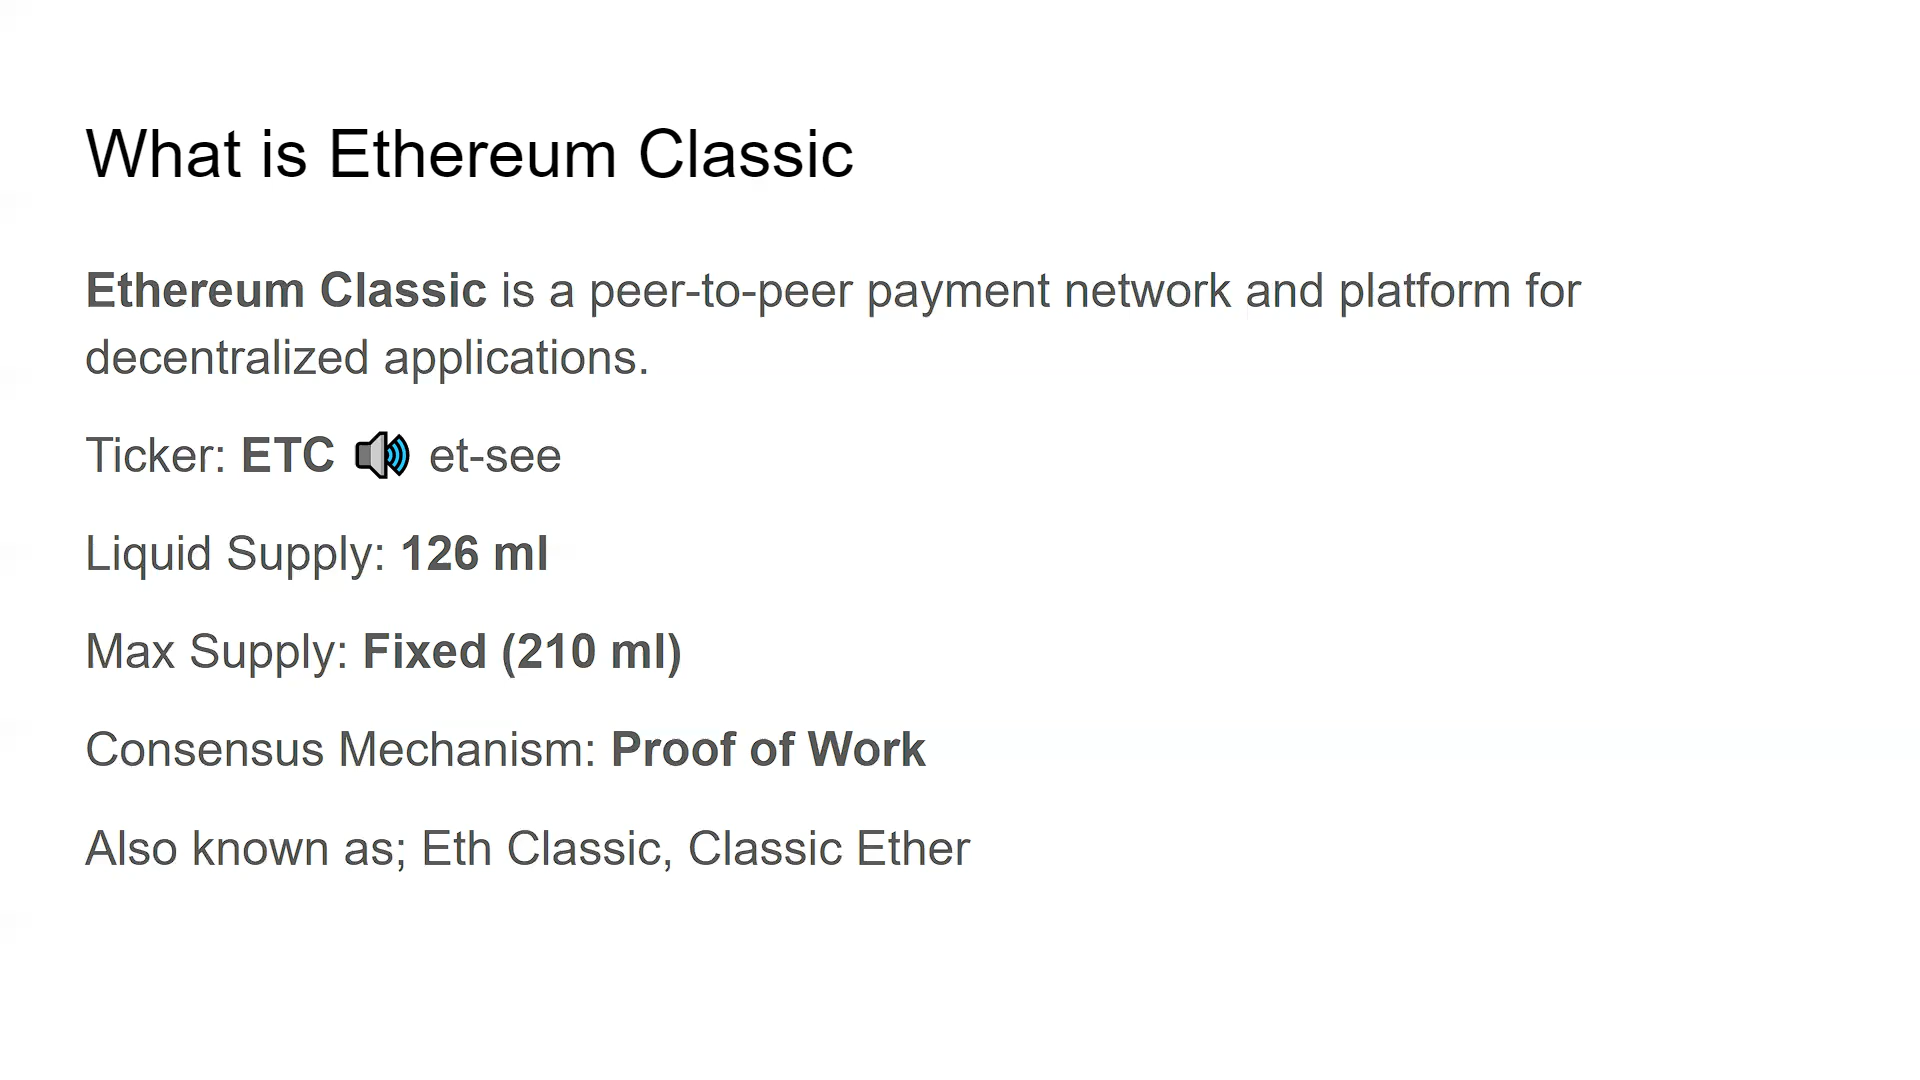 What is Ethereum Classic
Ethereum Classic is a peer-to-peer payment network and platform for
decentralized applications.
Ticker: ETC 🔊 et-see
Liquid Supply: 126 ml
Max Supply: Fixed (210 ml)
Consensus Mechanism: Proof of Work
Also known as; Eth Classic, Classic Ether